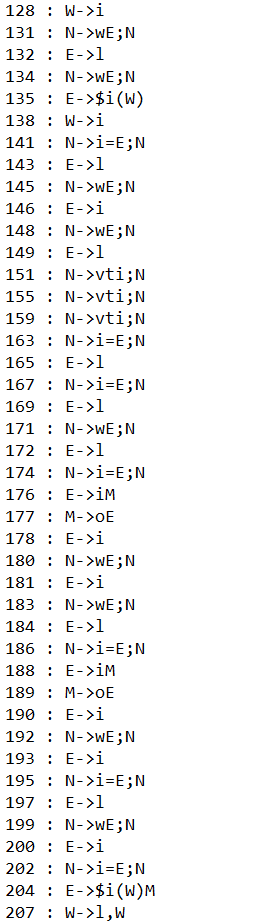 128 : W->i
131 : N->wE;N
132 : E->l
134 : N->wE;N
135 : E->$i(W)
138 : W->i
141 : N->i=E;N
143 : E->l
145 : N->wE;N
146 : E->i
148 : N->wE;N
149 : E->l
151 : N->vti;N
155 : N->vti;N
159 : N->vti;N
163 : N->i=E;N
165 : E->l
167 : N->i=E;N
169 : E->l
171 : N->wE;N
172 : E->l
174 : N->i=E;N
176 : E->iM
177 : M->oE
178 : E->i
180 : N->wE;N
181 : E->i
183 : N->wE;N
184 : E->l
186 : N->i=E;N
188 : E->iM
189 : M->oE
190 : E->i
192 : N->wE;N
193 : E->i
195 : N->i=E;N
197 : E->l
199 : N->wE;N
200 : E->i
202 : N->i=E;N
204 : E->$i(W)M
207 : W->l,W